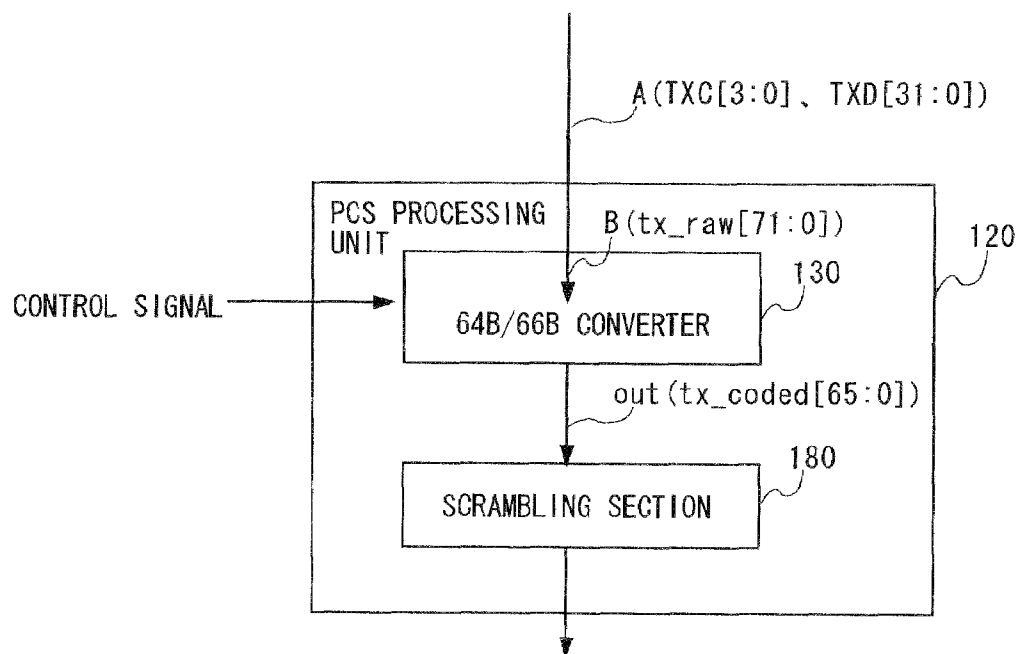 A(TXC[3:0]、TXD[31:0])
PCS PROCESSING
UNIT
B(tx_raw[71:0])
120
130
CONTROL SIGNAL
64B/66B CONVERTER
out(tx_coded[65:0])
180
SCRAMBLING SECTION